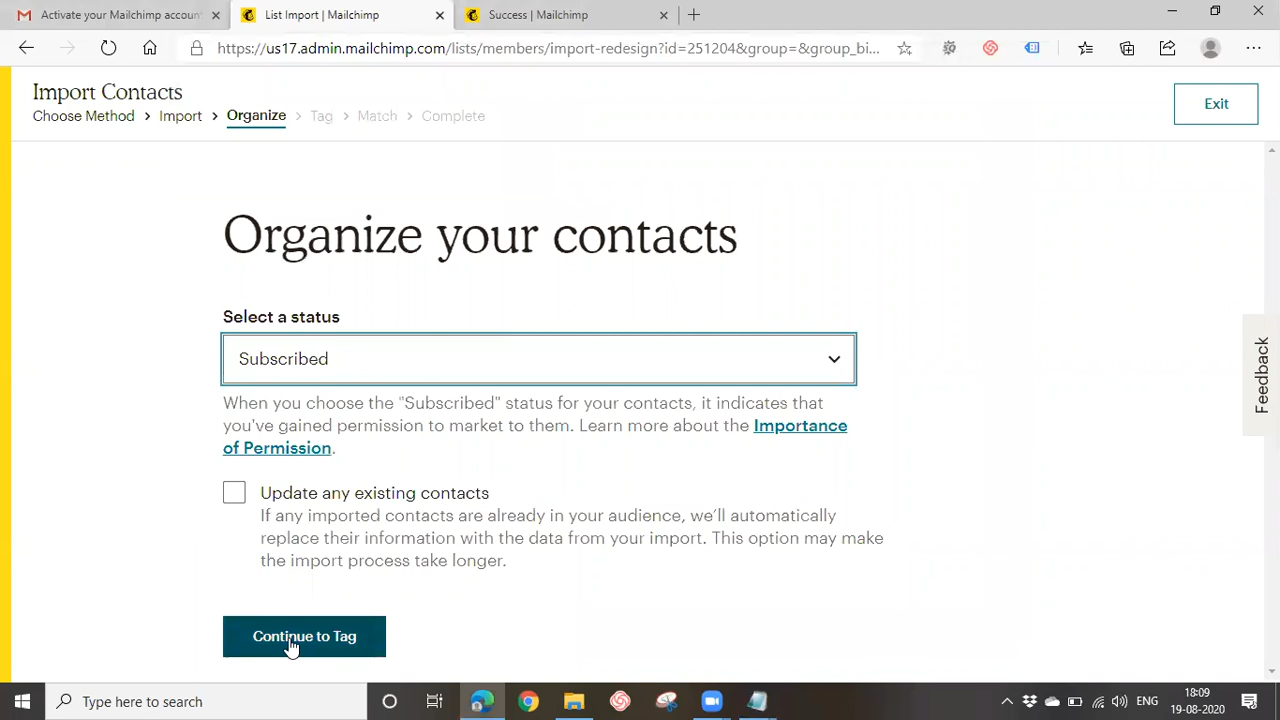 Activate your Mailchimp account
List Import | Mailchimp
Success | Mailchimp
https://us17.admin.mailchimp.com/lists/members/import-redesign?id=251204&group=&group_bi...
Import Contacts
Choose Method > Import > Organize > Tag > Match > Complete
Exit
Organize your contacts
Select a status
Subscribed
When you choose the "Subscribed" status for your contacts, it indicates that
you've gained permission to market to them. Learn more about the Importance
of Permission.
Update any existing contacts
If any imported contacts are already in your audience, we'll automatically
replace their information with the data from your import. This option may make
the import process take longer.
Continue to Tag
Feedback
Type here to search
ENG
18:09
19-08-2020